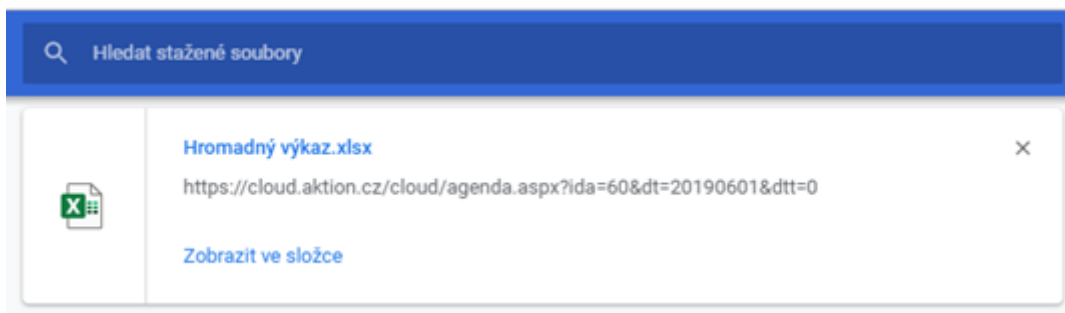 Hledat stažené soubory
Hromadný výkaz.xlsx
https://cloud.aktion.cz/cloud/agenda.aspx?ida=60&dt=20190601&dtt=0
Zobrazit ve složce